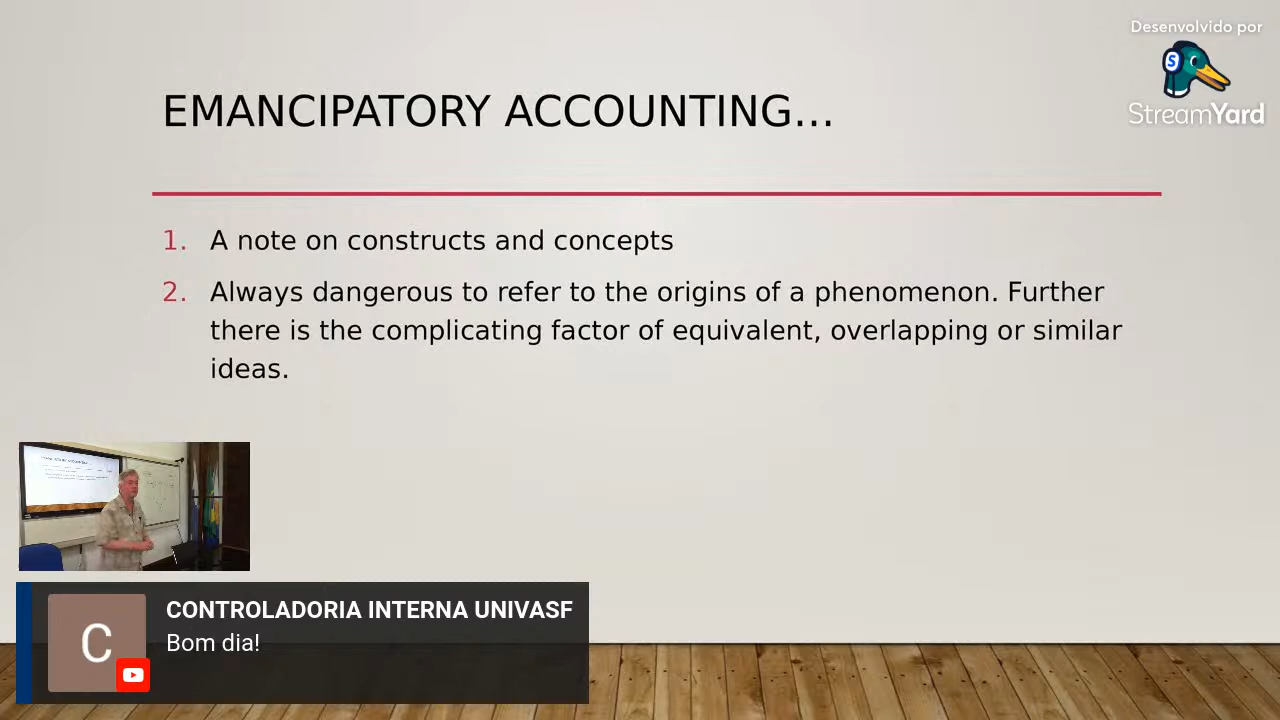 Desenvolvido por
StreamYard
EMANCIPATORY ACCOUNTING...
1. A note on constructs and concepts
2. Always dangerous to refer to the origins of a phenomenon. Further
there is the complicating factor of equivalent, overlapping or similar
ideas.
C
CONTROLADORIA INTERNA UNIVASF
Bom dia!